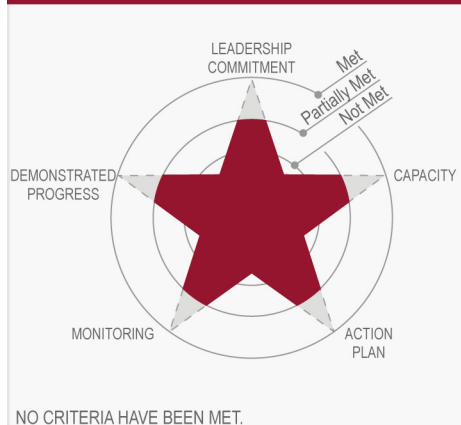 LEADERSHIP
COMMITMENT
Met
Partially Met
Not Met
DEMONSTRATED
PROGRESS
CAPACITY
MONITORING
ACTION
PLAN
NO CRITERIA HAVE BEEN MET.